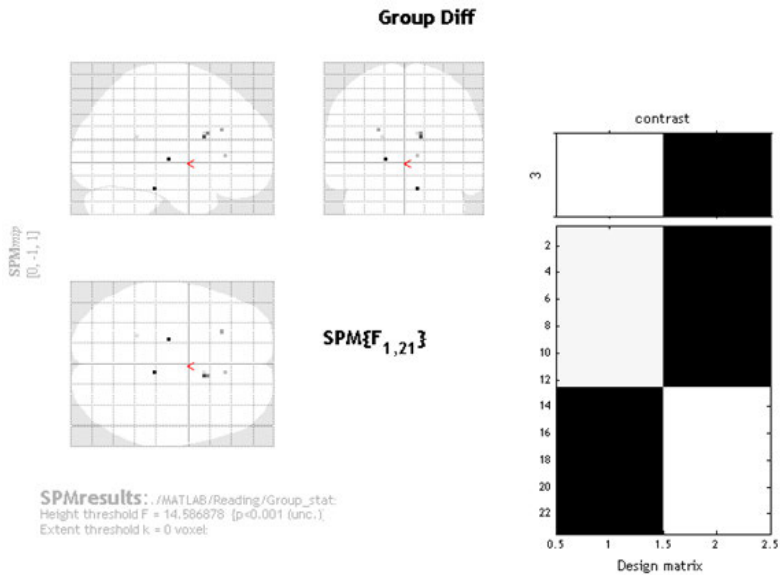 Group Diff
contrast
3
SPMmip
[0, -1, 1]
SPM{F1,21}
2
4
6
8
10
12
14
16
18
20
22
0.5 1 1.5 2 2.5
Design matrix
SPMresults: ./MATLAB/Reading/Group_stat
Height threshold F = 14.586878 {p<0.001 (unc.)
Extent threshold k = 0 voxel